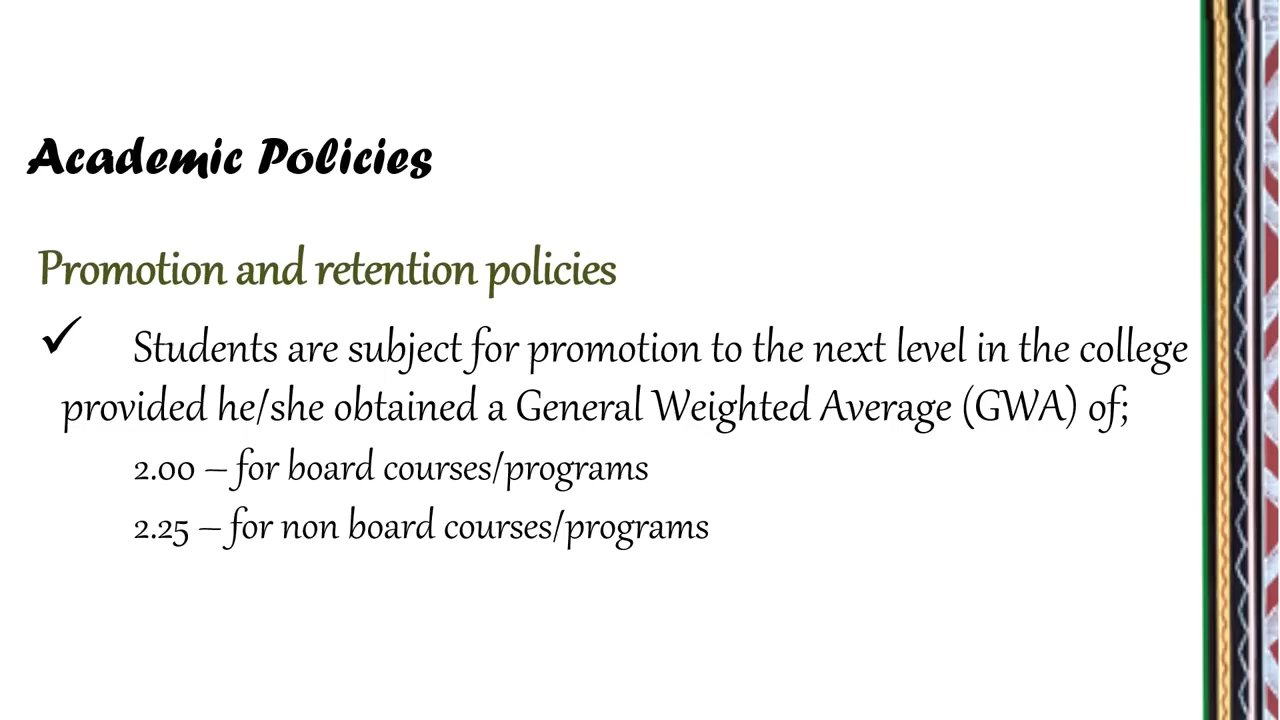 Academic Policies
Promotion and retention policies
✓ Students are subject for promotion to the next level in the college
provided he/she obtained a General Weighted Average (GWA) of;
2.00 – for board courses/programs
2.25 – for non board courses/programs